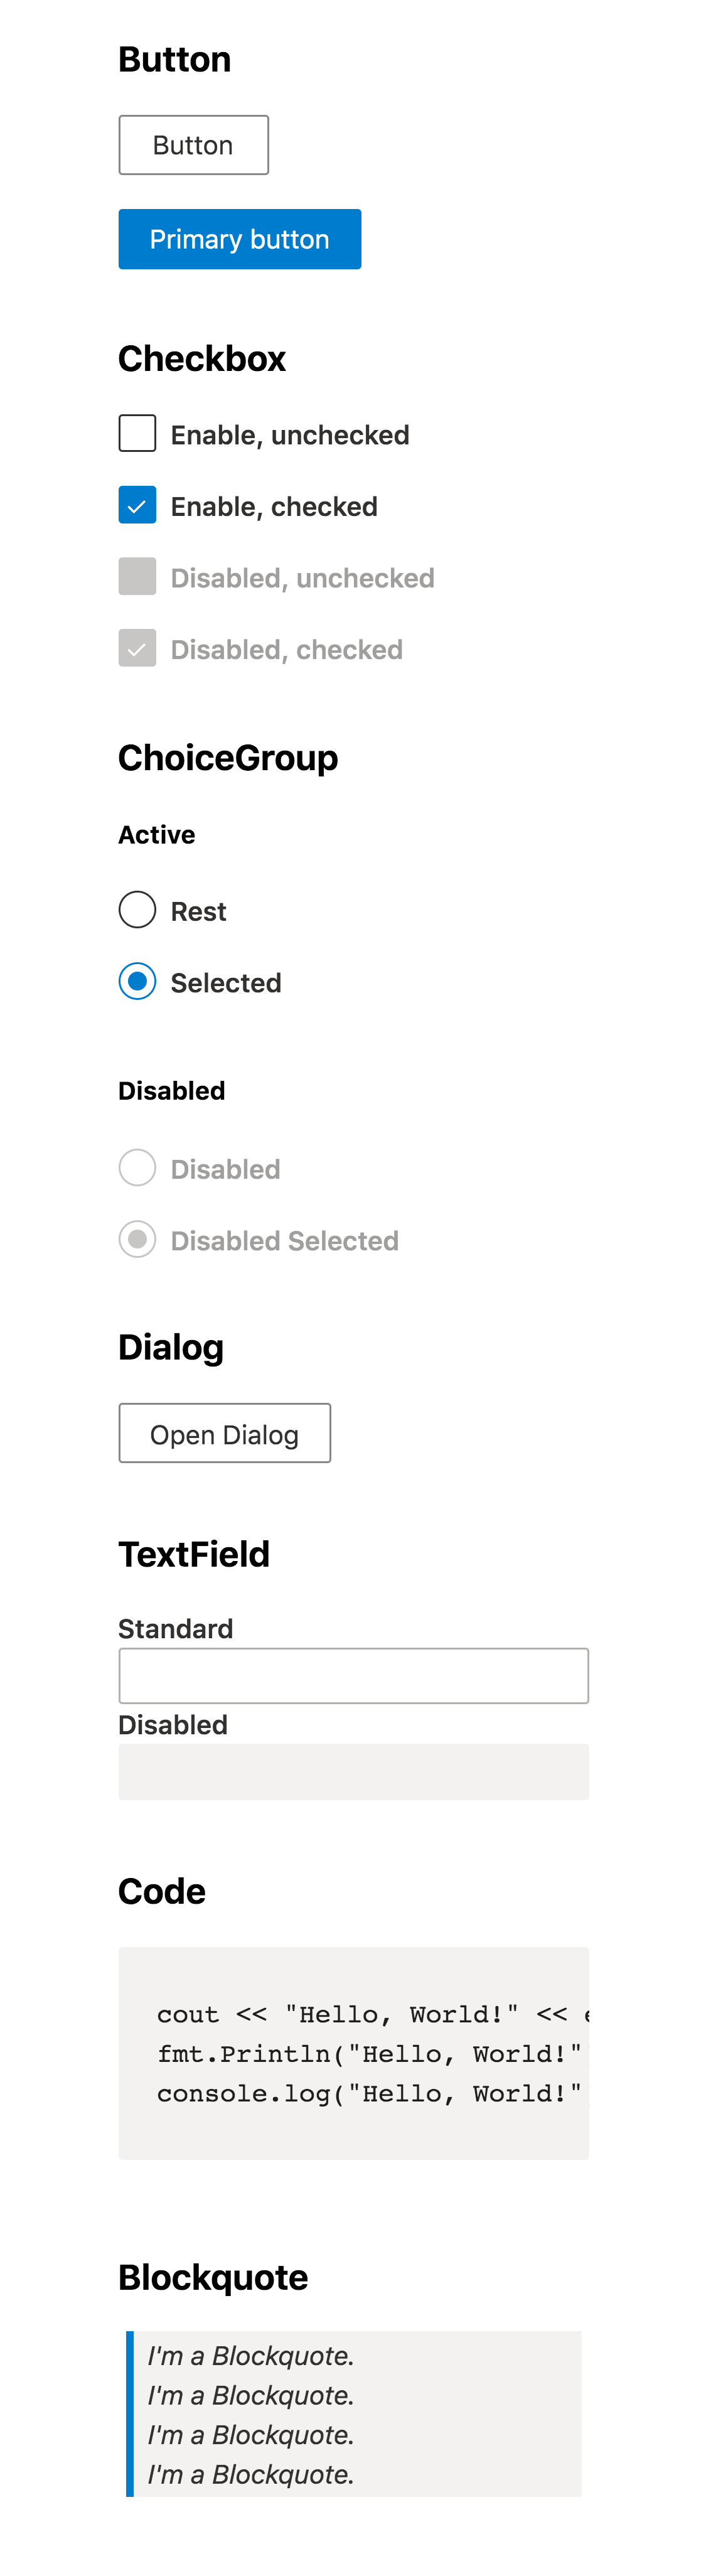 Button
Button
Primary button
Checkbox
Enable, unchecked
Enable, checked
Disabled, unchecked
Disabled, checked
ChoiceGroup
Active
Rest
Selected
Disabled
Disabled
Disabled Selected
Dialog
Open Dialog
TextField
Standard
Disabled
Code
cout << "Hello, World!" <<
fmt.Println("Hello, World!"
console.log("Hello, World!"
Blockquote
I'm a Blockquote.
I'm a Blockquote.
I'm a Blockquote.
I'm a Blockquote.